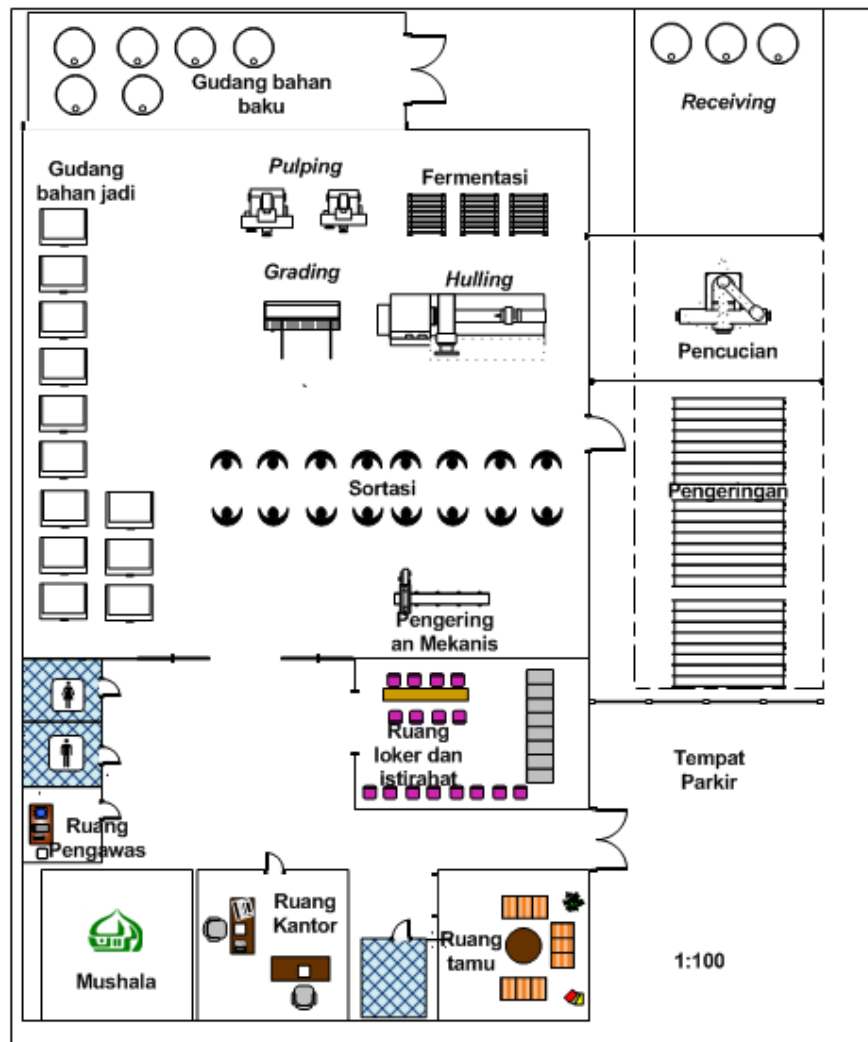 Gudang bahan
baku
Receiving
Gudang
bahan jadi
Pulping
Fermentasi
Grading
Hulling
Pencucian
Sortasi
Pengeringan
Pengering
an Mekanis
Ruang
loker dan
istirahat
Tempat
Parkir
Ruang
Pengawas
Mushala
Ruang
Kantor
Ruang
tamu
1:100